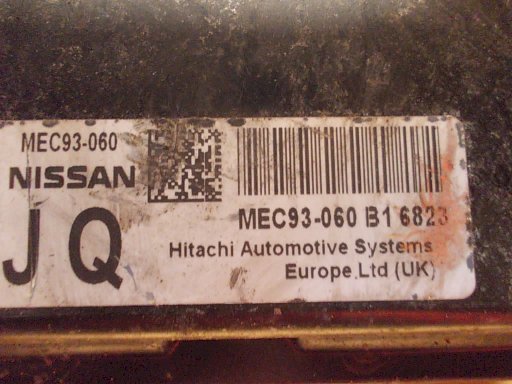 MEC93-060
NISSAN
MEC93-060 B1 6823
JQ
Hitachi Automotive Systems
Europe Ltd (UK)